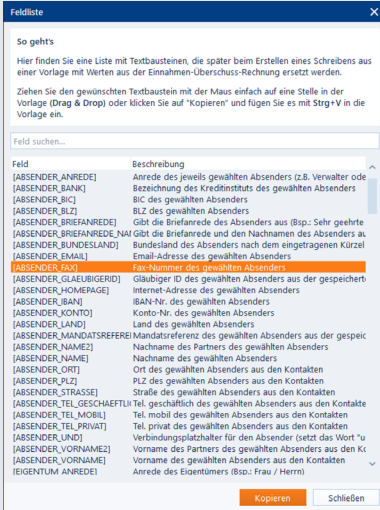 Feldliste
So geht's
Hier finden Sie eine Liste mit Textbausteinen, die später beim Erstellen eines Schreibens aus
einer Vorlage mit Werten aus der Einnahmen-Überschuss-Rechnung ersetzt werden.
Ziehen Sie den gewünschten Textbaustein mit der Maus einfach auf eine Stelle in der
Vorlage (Drag & Drop) oder klicken Sie auf "Kopieren" und fügen Sie es mit Strg+V in die
Vorlage ein.
Feld suchen...
Feld Beschreibung
[ABSENDER_ANREDE] Anrede des jeweils gewählten Absenders (z.B. Verwalter ode
[ABSENDER_BANK] Bezeichnung des Kreditinstituts des gewählten Absenders
[ABSENDER_BIC] BIC des gewählten Absenders
[ABSENDER_BLZ] BLZ des gewählten Absenders
[ABSENDER_BRIEFANREDE] Gibt die Briefanrede des Absenders aus (Bsp.: Sehr geehrte
[ABSENDER_BRIEFANREDE_NAM Gibt die Briefanrede und den Nachnamen des Absenders au
[ABSENDER_BUNDESLAND] Bundesland des Absenders nach dem eingetragenen Kürzel
[ABSENDER_EMAIL] Email-Adresse des gewählten Absenders
[ABSENDER_FAX] Fax-Nummer des gewählten Absenders
[ABSENDER_GLAEUBIGERID] Gläubiger ID des gewählten Absenders aus der gespeichert
[ABSENDER_HOMEPAGE] Internet-Adresse des gewählten Absenders
[ABSENDER_IBAN] IBAN-Nr. des gewählten Absenders
[ABSENDER_KONTO] Konto-Nr. des gewählten Absenders
[ABSENDER_LAND] Land des gewählten Absenders
[ABSENDER_MANDATSREFEREI Mandatsreferenz des gewählten Absenders aus der gespeic
[ABSENDER_NAME2] Nachname des Partners des gewählten Absenders
[ABSENDER_NAME] Nachname des gewählten Absenders
[ABSENDER_ORT] Ort des gewählten Absenders aus den Kontakten
[ABSENDER_PLZ] PLZ des gewählten Absenders aus den Kontakten
[ABSENDER_STRASSE] Straße des gewählten Absenders aus den Kontakten
[ABSENDER_TEL_GESCHAEFTLICH Tel. geschäftlich des gewählten Absenders aus den Kontakte
[ABSENDER_TEL_MOBIL] Tel. mobil des gewählten Absenders aus den Kontakten
[ABSENDER_TEL_PRIVAT] Tel. privat des gewählten Absenders aus den Kontakten
[ABSENDER_UND] Verbindungsplatzhalter für den Absender (setzt das Wort "u
[ABSENDER_VORNAME2] Vorname des Partners des gewählten Absenders aus den Ko
[ABSENDER_VORNAME] Vorname des gewählten Absenders aus den Kontakten
[EIGENTUM ANREDE] Anrede des Eigentümers (Bsp.: Frau / Herrn)
Kopieren Schließen